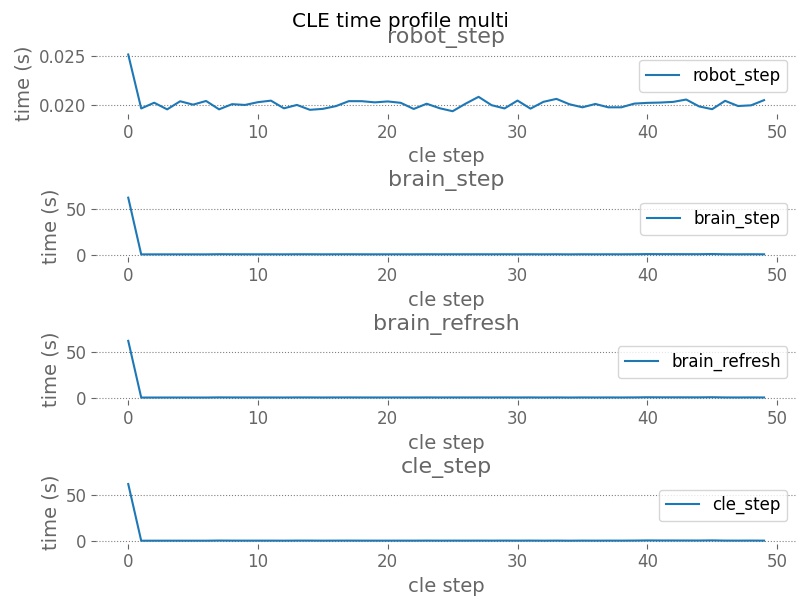 CLE time profile multi
robot_step
time (s)
0.025
0.020
robot_step
0 10 20 30 40 50
cle step
brain_step
time (s)
50
0
brain_step
0 10 20 30 40 50
cle step
brain_refresh
time (s)
50
0
brain_refresh
0 10 20 30 40 50
cle step
cle_step
time (s)
50
0
cle_step
0 10 20 30 40 50
cle step